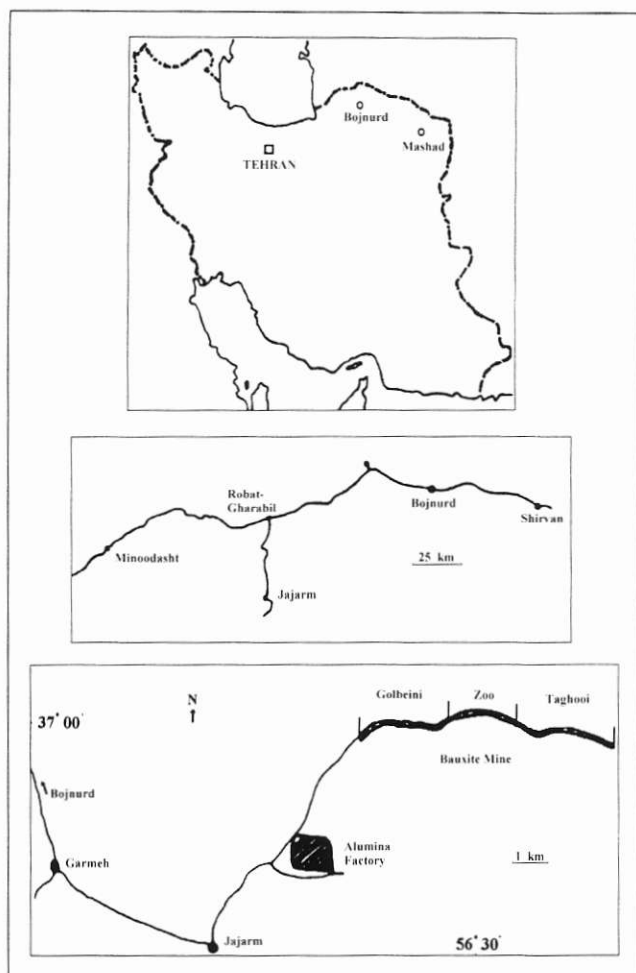 Bojnurd
Mashad
TEHRAN
Robat-
Gharabil
Bojnurd
Shirvan
Minoodasht
25 km
Jajarm
N
Golbeini
Zoo
Taghooi
37° 00'
Bauxite Mine
Bojnurd
Alumina
Factory
Garmeh
1 km
Jajarm
56° 30'